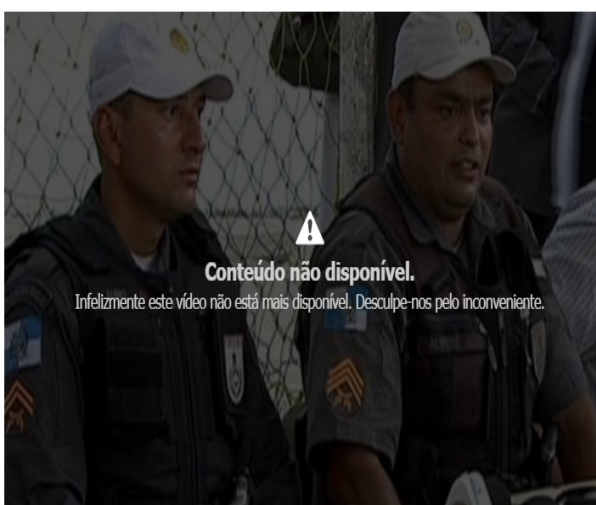 Conteúdo não disponível.
Infelizmente este vídeo não está mais disponível. Desculpe-nos pelo inconveniente.